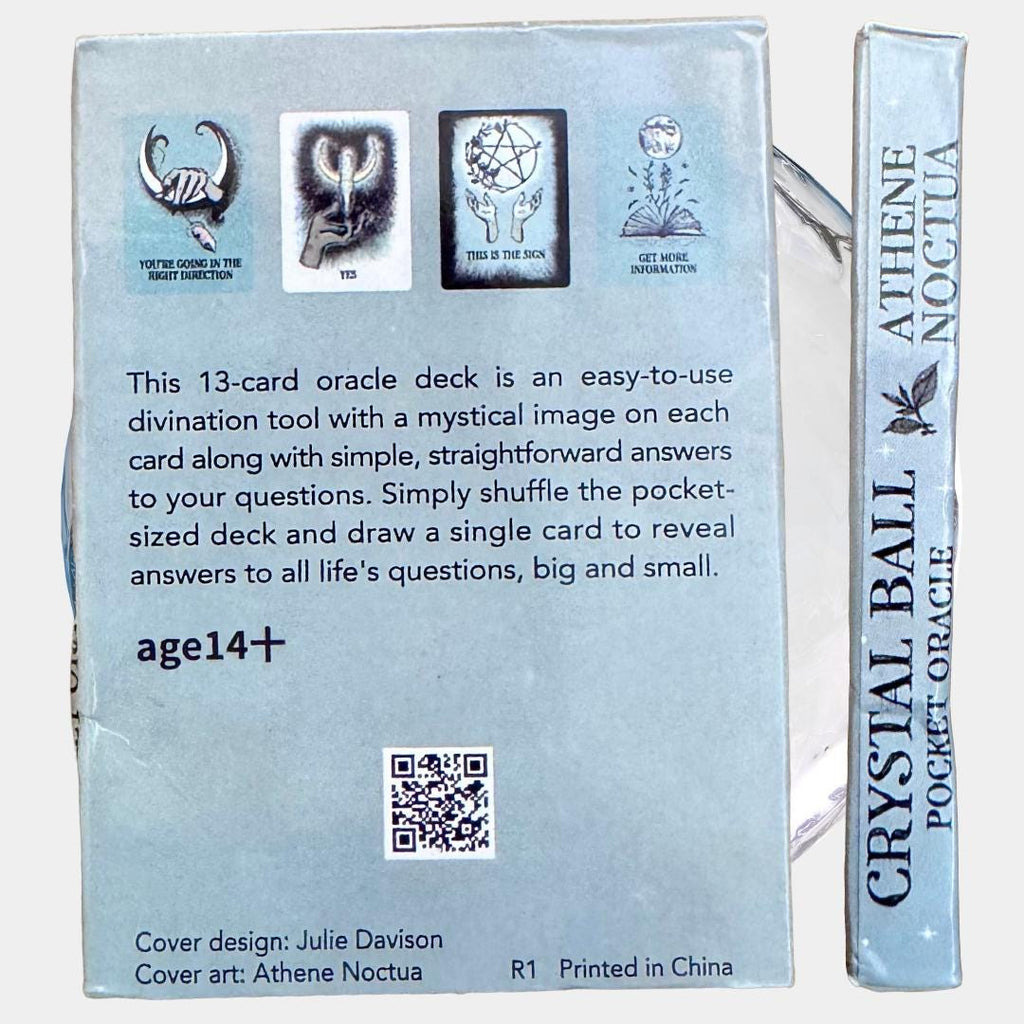 YOU'RE GOING IN THE
RIGHT DIRECTION
YES
THIS IS THE SIGN
GET MORE
INFORMATION
This 13-card oracle deck is an easy-to-use
divination tool with a mystical image on each
card along with simple, straightforward answers
to your questions. Simply shuffle the pocket-
sized deck and draw a single card to reveal
answers to all life's questions, big and small.
age14+
Cover design: Julie Davison
Cover art: Athene Noctua
R1 Printed in China
CRYSTAL BALL
POCKET ORACLE
ATHENE
NOCTUA